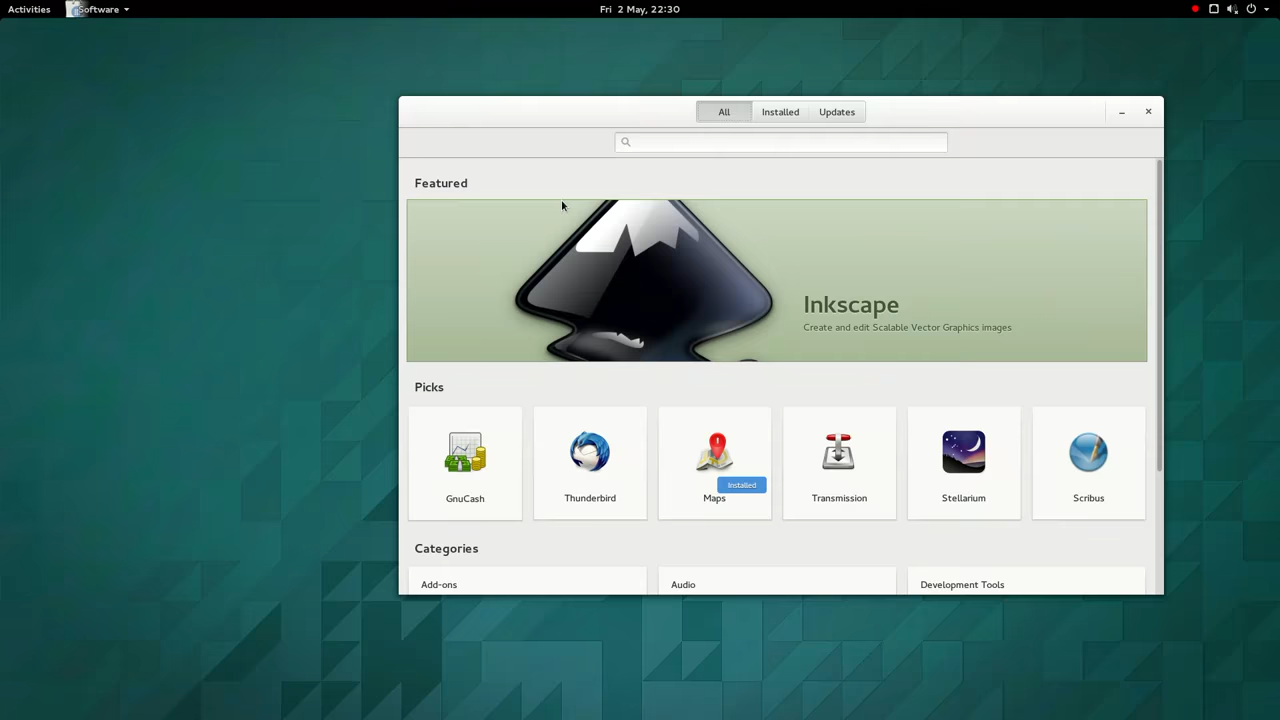 Activities Software Fri 2 May, 22:30
All Installed Updates
Featured
Inkscape
Create and edit Scalable Vector Graphics images
Picks
Installed
GnuCash Thunderbird Maps Transmission Stellarium Scribus
Categories
Add-ons Audio Development Tools